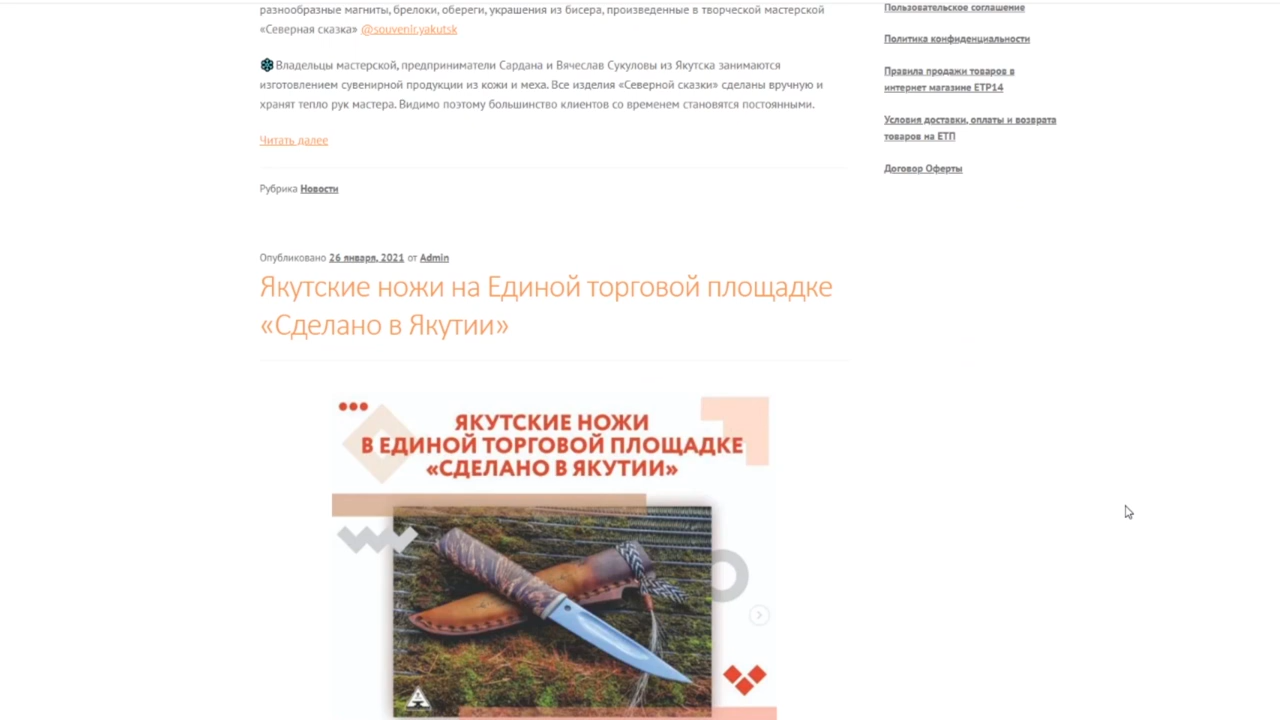 разнообразные магниты, брелоки, обереги, украшения из бисера, произведенные в творческой мастерской
«Северная сказка» @souvenir.yakutsk
Владельцы мастерской, предприниматели Сардана и Вячеслав Сукуловы из Якутска занимаются
изготовлением сувенирной продукции из кожи и меха. Все изделия «Северной сказки» сделаны вручную и
хранят тепло рук мастера. Видимо поэтому большинство клиентов со временем становятся постоянными.
Читать далее
Рубрика Новости
Опубликовано 26 января, 2021 от Admin
Якутские ножи на Единой торговой площадке
«Сделано в Якутии»
ЯКУТСКИЕ НОЖИ
В ЕДИНОЙ ТОРГОВОЙ ПЛОЩАДКЕ
«СДЕЛАНО В ЯКУТИИ»
Пользовательское соглашение
Политика конфиденциальности
Правила продажи товаров в
интернет магазине ЕТР14
Условия доставки, оплаты и возврата
товаров на ЕТП
Договор Оферты